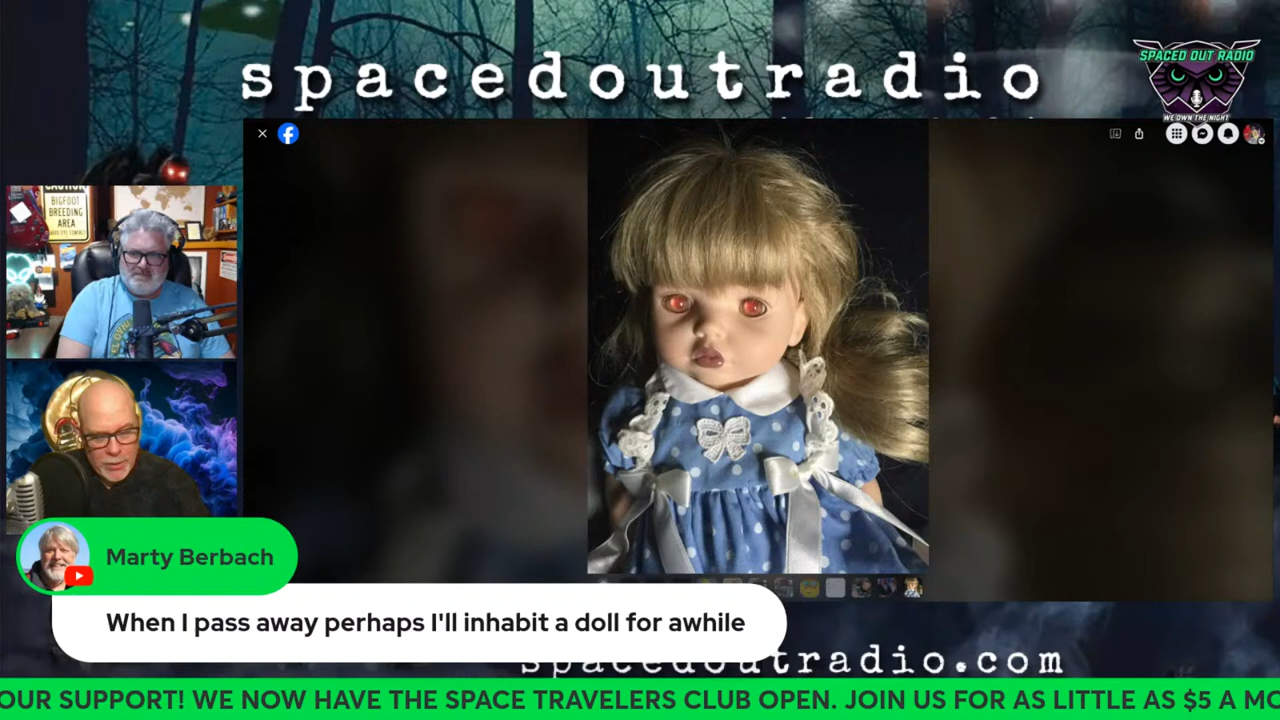 spacedoutradio
SPACED OUT RADIO
WE OWN THE NIGHT
CAUTION
BIGFOOT
BREEDING
AREA
Marty Berbach
When I pass away perhaps I'll inhabit a doll for awhile
spacedoutradio.com
OUR SUPPORT! WE NOW HAVE THE SPACE TRAVELERS CLUB OPEN. JOIN US FOR AS LITTLE AS $5 A MO